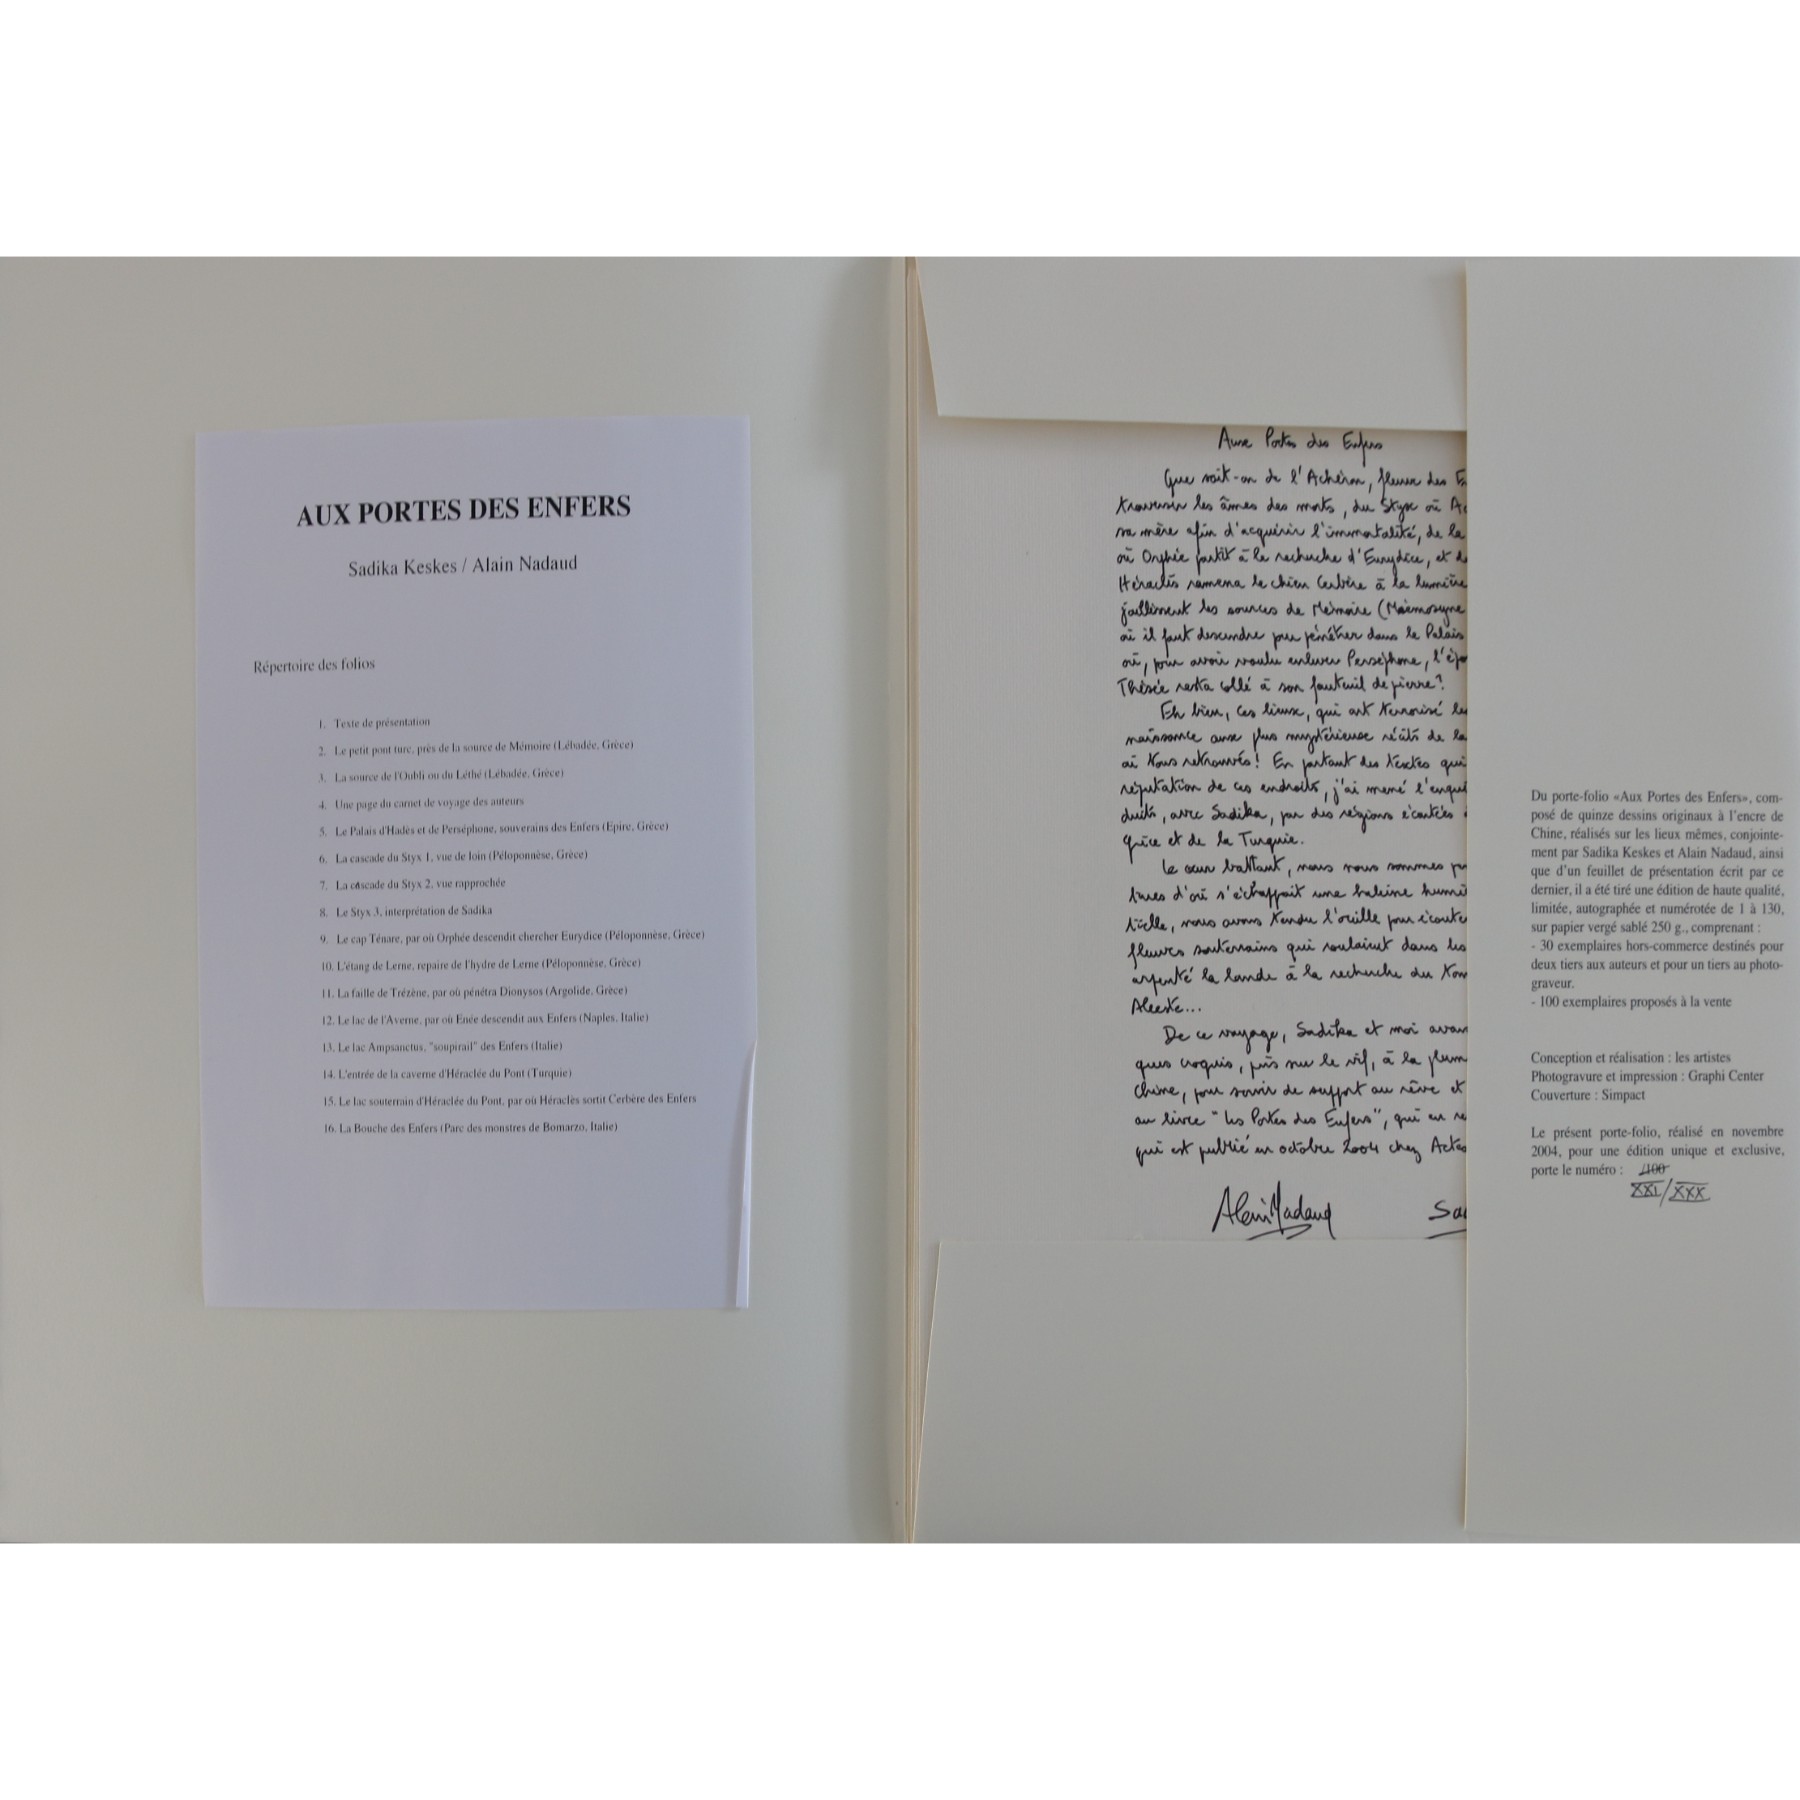 AUX PORTES DES ENFERS
Sadika Keskes / Alain Nadaud
Répertoire des folios
1. Texte de présentation
2. Le petit pont turc, près de la source de Mémoire (Lébadée, Grèce)
3. La source de l'Oubli ou du Léthé (Lébadée, Grèce)
4. Une page du carnet de voyage des auteurs
5. Le Palais d'Hadès et de Perséphone, souverains des Enfers (Epire, Grèce)
6. La cascade du Styx 1, vue de loin (Péloponnèse, Grèce)
7. La cascade du Styx 2, vue rapprochée
8. Le Styx 3, interprétation de Sadika
9. Le cap Ténare, par où Orphée descendit chercher Eurydice (Péloponnèse, Grèce)
10. L'étang de Lerne, repaire de l'hydre de Lerne (Péloponnèse, Grèce)
11. La faille de Trézène, par où pénétra Dionysos (Argolide, Grèce)
12. Le lac de l'Averne, par où Enée descendit aux Enfers (Naples, Italie)
13. Le lac Ampsanctus, "soupirail" des Enfers (Italie)
14. L'entrée de la caverne d'Héraclée du Pont (Turquie)
15. Le lac souterrain d'Héraclée du Pont, par où Héraclès sortit Cerbère des Enfers
16. La Bouche des Enfers (Parc des monstres de Bomarzo, Italie)
Aux Portes des Enfers
Que sait-on de l'Achéron, fleuve des
traverser les âmes des morts, du Styx où
sa mère afin d'acquérir l'immortalité, de la
où Orphée partit à la recherche d'Eurydice, et
Héraclès ramena le chien Cerbère à la lumière
jaillissent les sources de Mémoire (Mnémosyne
où il faut descendre pour pénétrer dans le Palais
où, pour avoir voulu enlever Perséphone,
Thésée resta collé à son fauteuil de pierre?
Eh bien, ces lieux, qui ont terrorisé
naissance aux plus mystérieux récits de la
ai tous retrouvés! En partant des textes qui
réputation de ces endroits, j'ai mené
duits, avec Sadika, par des régions écartées
Grèce et de la Turquie.
Le cœur battant, nous nous sommes
d'où s'échappait une haleine
nous avons tendu l'oreille pour
fleuves souterrains qui roulaient dans les
arpenté la lande à la recherche du
Alceste...
De ce voyage, Sadika et moi
ques croquis, pris sur le vif, à la
Chine, pour servir de support au rêve et
au livre "Les Portes des Enfers", qui en
qui est publié en octobre 2004 chez
Alain Nadaud
Du porte-folio «Aux Portes des Enfers», com-
posé de quinze dessins originaux à l'encre de
Chine, réalisés sur les lieux mêmes, conjointe-
ment par Sadika Keskes et Alain Nadaud, ainsi
que d'un feuillet de présentation écrit par ce
dernier, il a été tiré une édition de haute qualité,
limitée, autographée et numérotée de 1 à 130,
sur papier vergé sablé 250 g., comprenant :
- 30 exemplaires hors-commerce destinés pour
deux tiers aux auteurs et pour un tiers au photo-
graveur.
- 100 exemplaires proposés à la vente
Conception et réalisation : les artistes
Photogravure et impression : Graphi Center
Couverture : Simpact
Le présent porte-folio, réalisé en novembre
2004, pour une édition unique et exclusive,
porte le numéro : /100
XXI/XXX